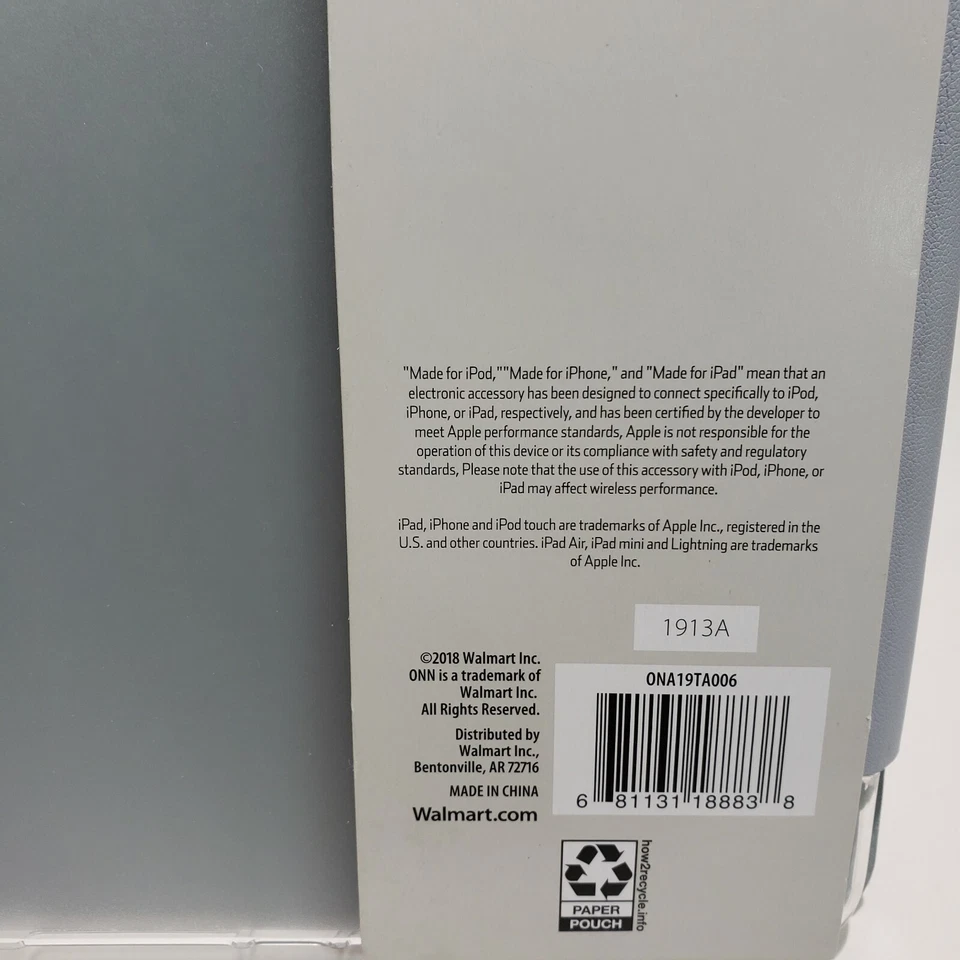 "Made for iPod,""Made for iPhone," and "Made for iPad" mean that an
electronic accessory has been designed to connect specifically to iPod,
iPhone, or iPad, respectively, and has been certified by the developer to
meet Apple performance standards, Apple is not responsible for the
operation of this device or its compliance with safety and regulatory
standards, Please note that the use of this accessory with iPod, iPhone, or
iPad may affect wireless performance.
iPad, iPhone and iPod touch are trademarks of Apple Inc., registered in the
U.S. and other countries. iPad Air, iPad mini and Lightning are trademarks
of Apple Inc.
1913A
©2018 Walmart Inc.
ONN is a trademark of
Walmart Inc.
All Rights Reserved.
Distributed by
Walmart Inc.,
Bentonville, AR 72716
MADE IN CHINA
Walmart.com
ONA19TA006
6 81131 18883 8
PAPER
POUCH
how2recycle.info